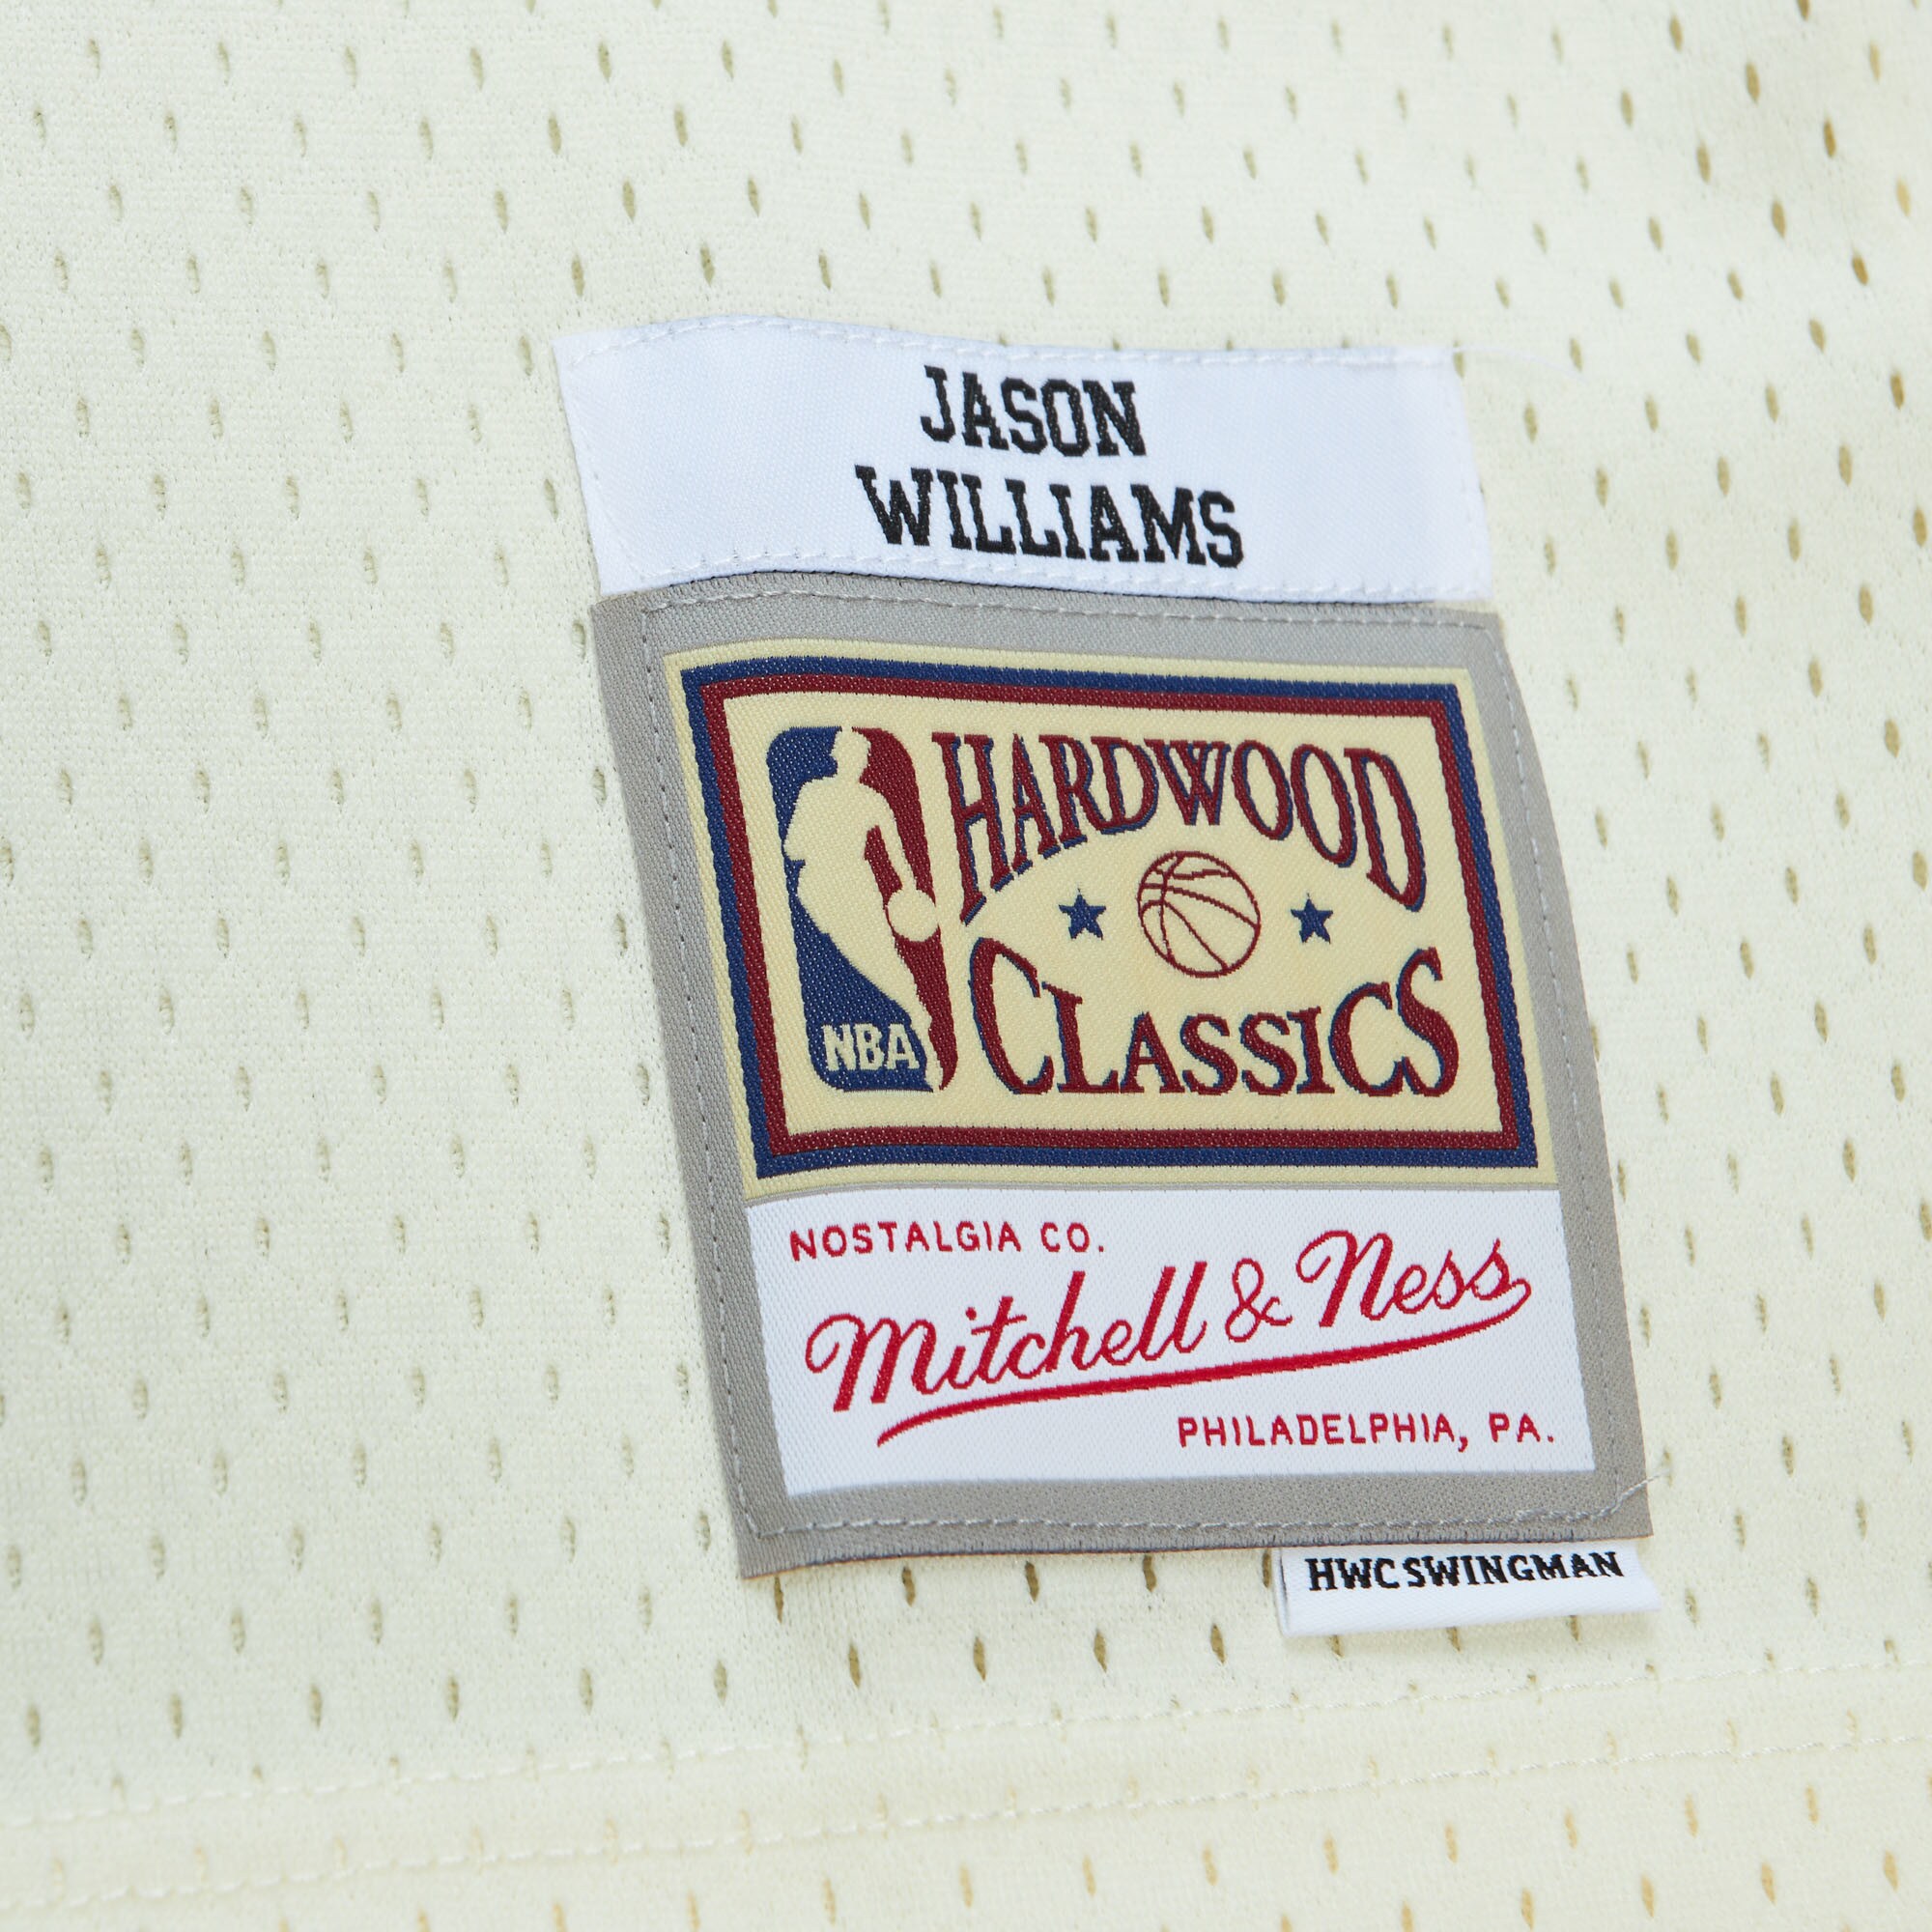 JASON
WILLIAMS
HARDWOOD
CLASSICS
NBA
NOSTALGIA CO.
Mitchell & Ness
PHILADELPHIA, PA.
HWC SWINGMAN